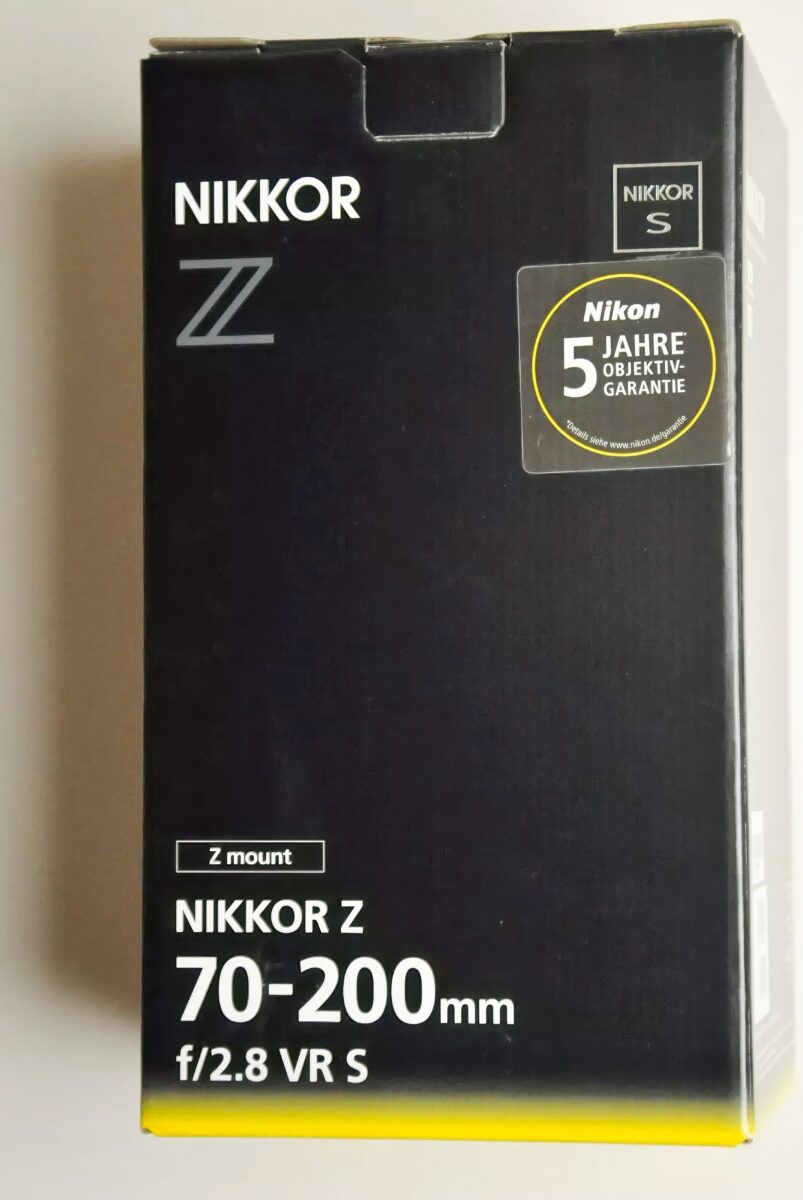 NIKKOR
Z
NIKKOR
S
Nikon
5 JAHRE*
OBJEKTIV-
GARANTIE
*Details siehe www.nikon.de/garantie
Z mount
NIKKOR Z
70-200mm
f/2.8 VR S